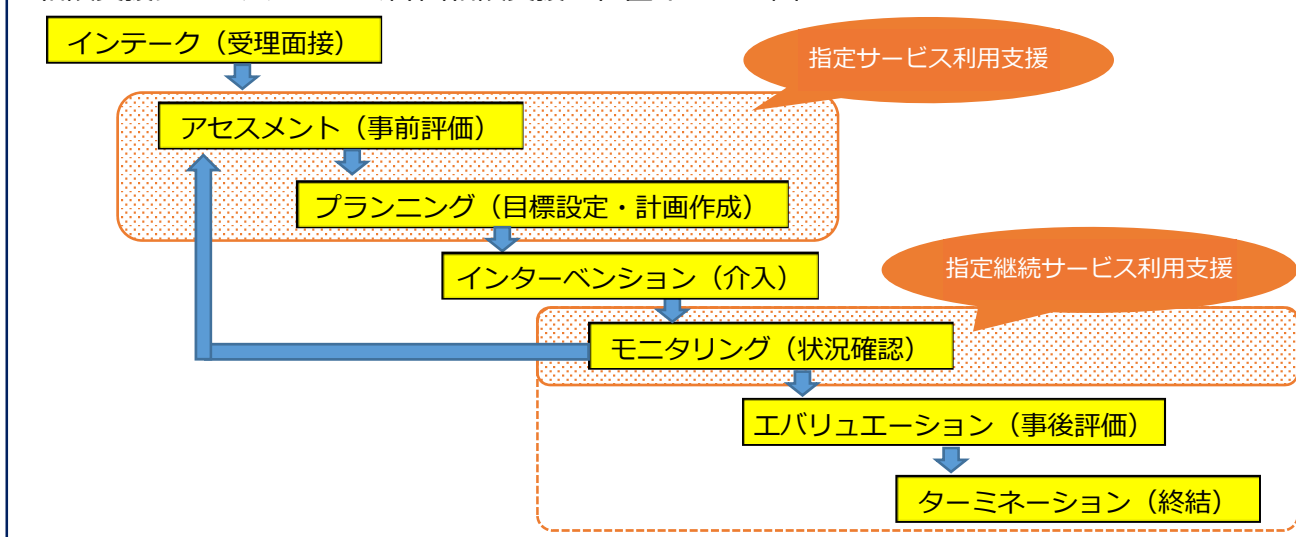 インテーク（受理面接）
指定サービス利用支援
アセスメント（事前評価）
プランニング（目標設定・計画作成）
インターベンション（介入）
指定継続サービス利用支援
モニタリング（状況確認）
エバリュエーション（事後評価）
ターミネーション（終結）